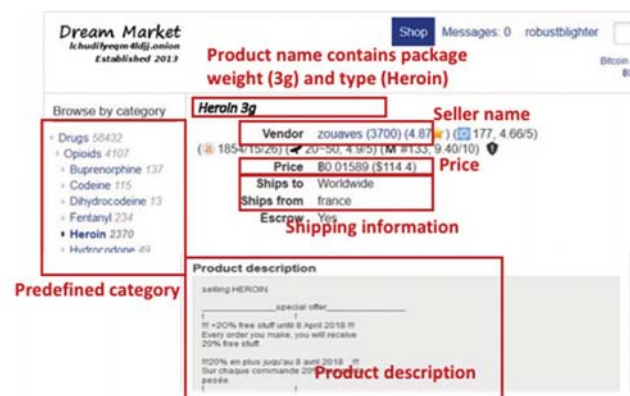 Dream Market
Established 2013
Shop Messages: 0 robustblighter
Bitcoin
Product name contains package
weight (3g) and type (Heroin)
Browse by category
Heroin 3g
Seller name
Drugs 58432
Vendor zouaves (3700) (4.87★) (177, 4.66/5)
Opioids 4107
(1854/15/26) (20~50, 4.9/5) (M #133, 9.40/10)
Buprenorphine 137
Price ฿0.01589 ($114.4)
Price
Codeine 115
Ships to Worldwide
Dihydrocodeine 13
Ships from france
Fentanyl 234
Escrow Yes
Heroin 2370
Shipping information
Hydrocodone 49
Product description
Predefined category
selling HEROIN
special offer
!!! +20% free stuff until 8 April 2018 !!!
Every order you make, you will receive
20% free stuff.
!!!20% en plus juqu'au 8 avril 2018 !!!
Sur chaque commande 20%
pesée.
Product description